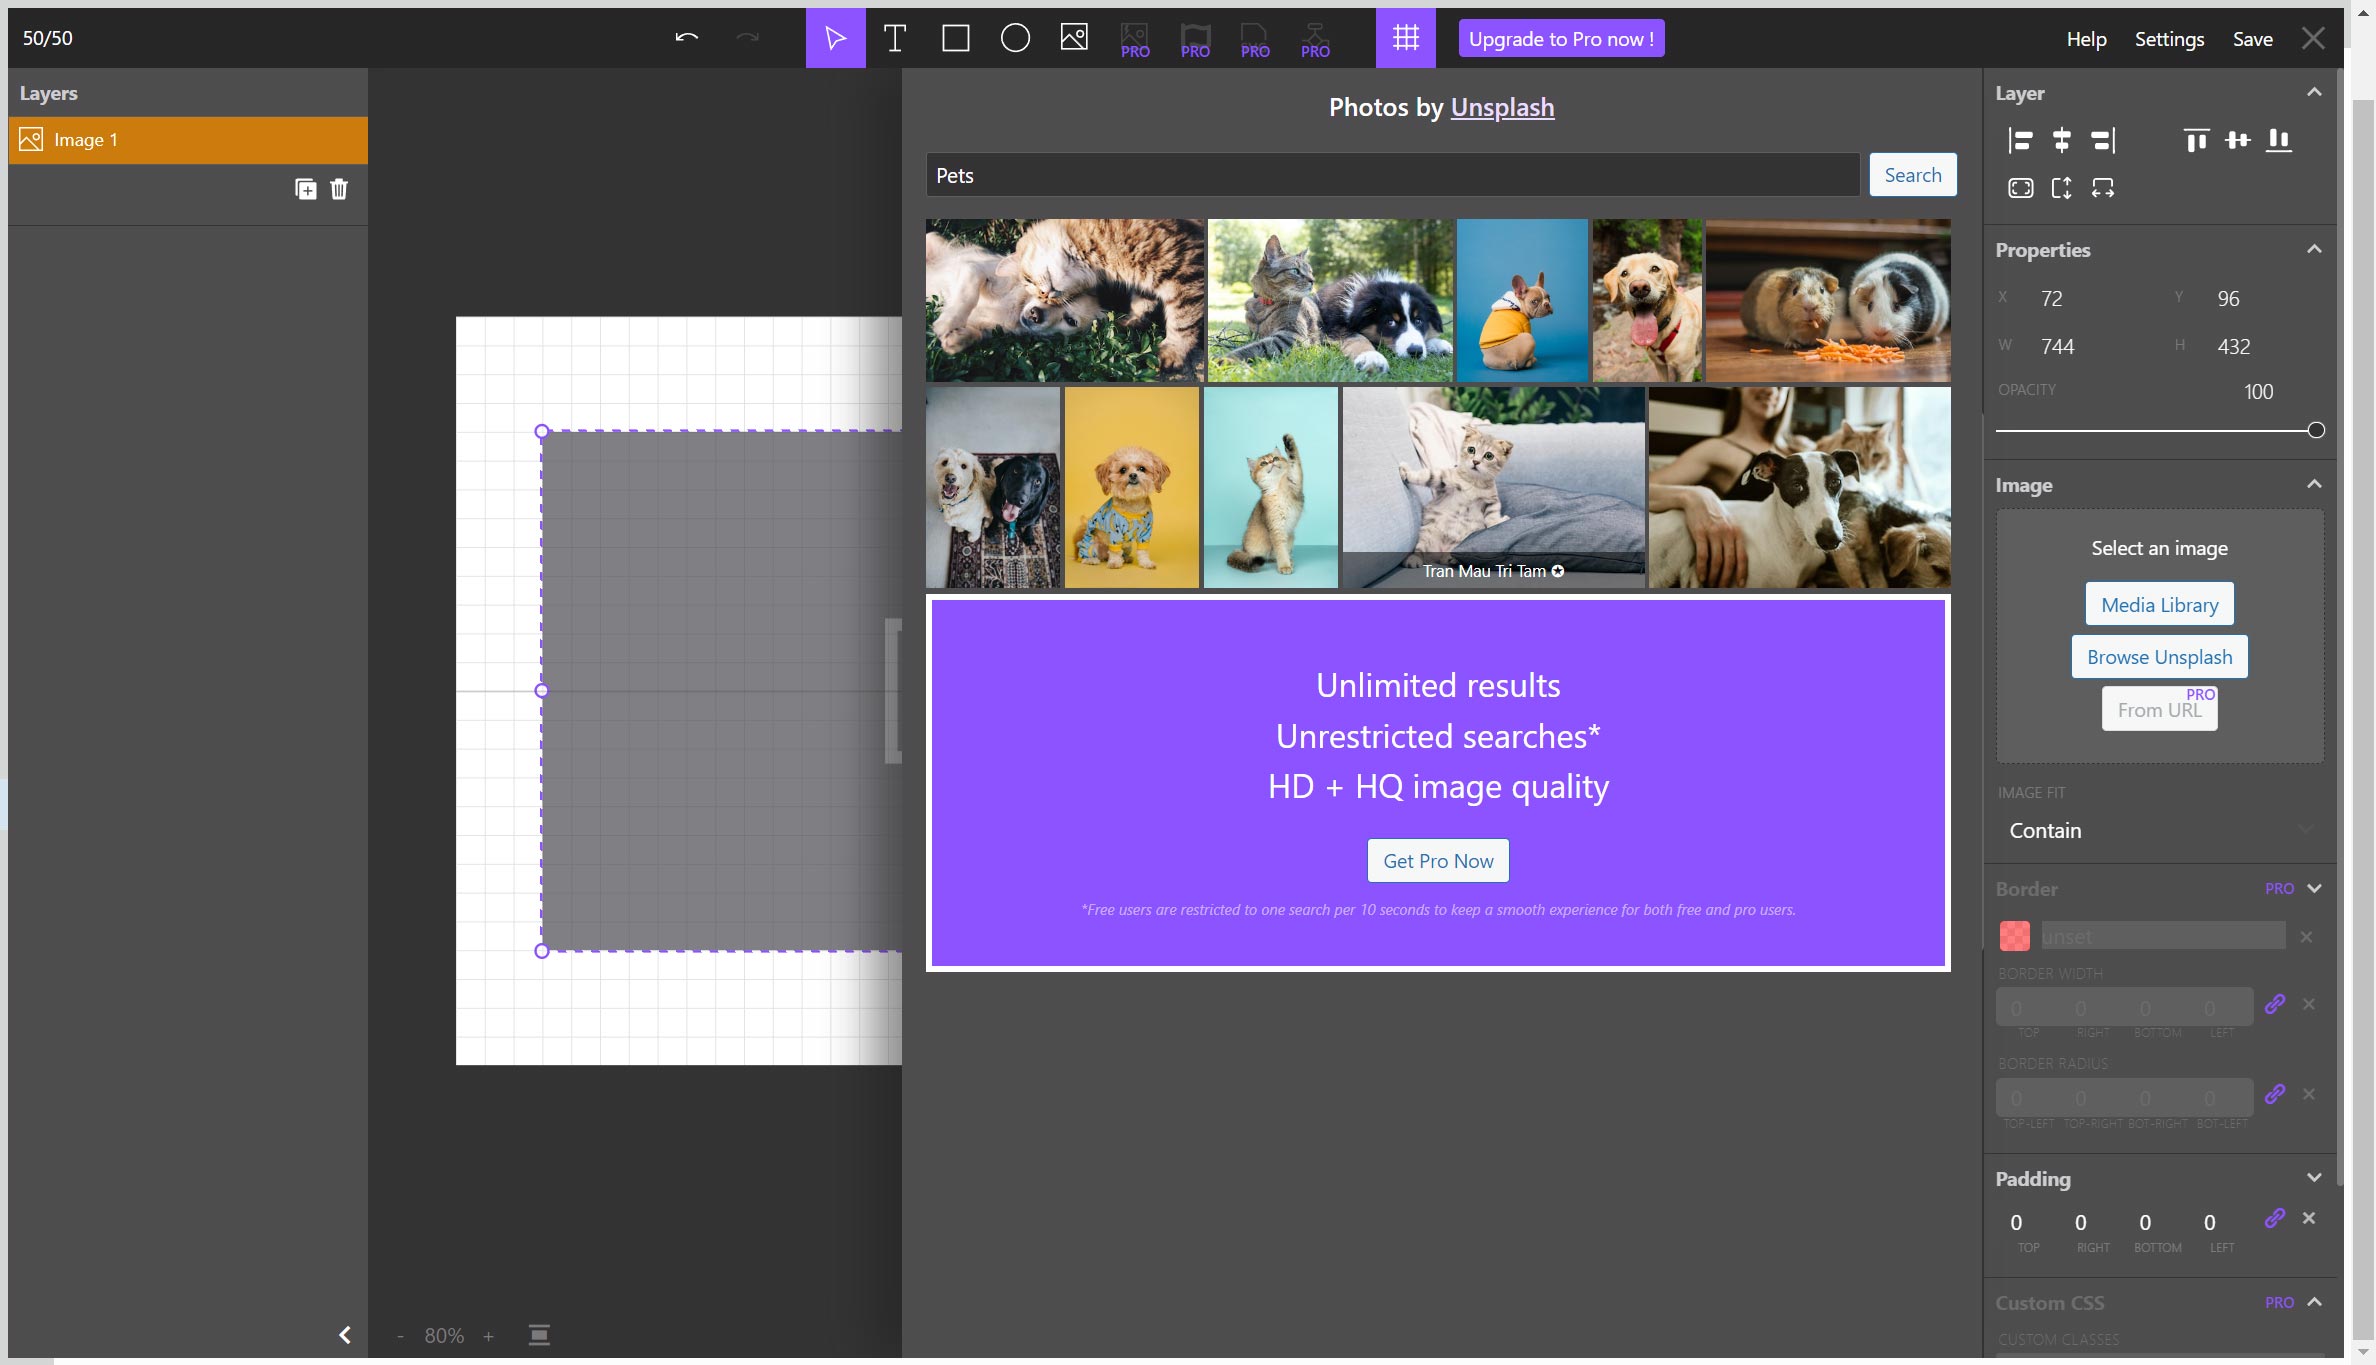 50/50
T
PRO
PRO
PRO
PRO
Upgrade to Pro now !
Help
Settings
Save
Layers
Image 1
80%
- +
Photos by Unsplash
Pets
Search
Tran Mau Tri Tam
Unlimited results
Unrestricted searches*
HD + HQ image quality
Get Pro Now
*Free users are restricted to one search per 10 seconds to keep a smooth experience for both free and pro users.
Layer
Properties
X 72 Y 96
W 744 H 432
OPACITY 100
Image
Select an image
Media Library
Browse Unsplash
PRO
From URL
IMAGE FIT
Contain
Border PRO
unset
BORDER WIDTH
0 0 0 0
TOP RIGHT BOTTOM LEFT
BORDER RADIUS
0 0 0 0
TOP-LEFT TOP-RIGHT BOT-RIGHT BOT-LEFT
Padding
0 0 0 0
TOP RIGHT BOTTOM LEFT
Custom CSS PRO
CUSTOM CLASSES